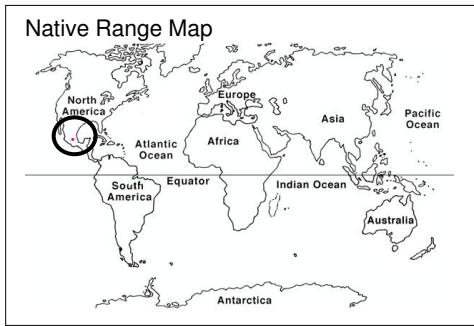 Native Range Map
North
America
Europe
Asia
Pacific
Ocean
Atlantic
Ocean
Africa
Equator
Indian Ocean
South
America
Australia
Antarctica